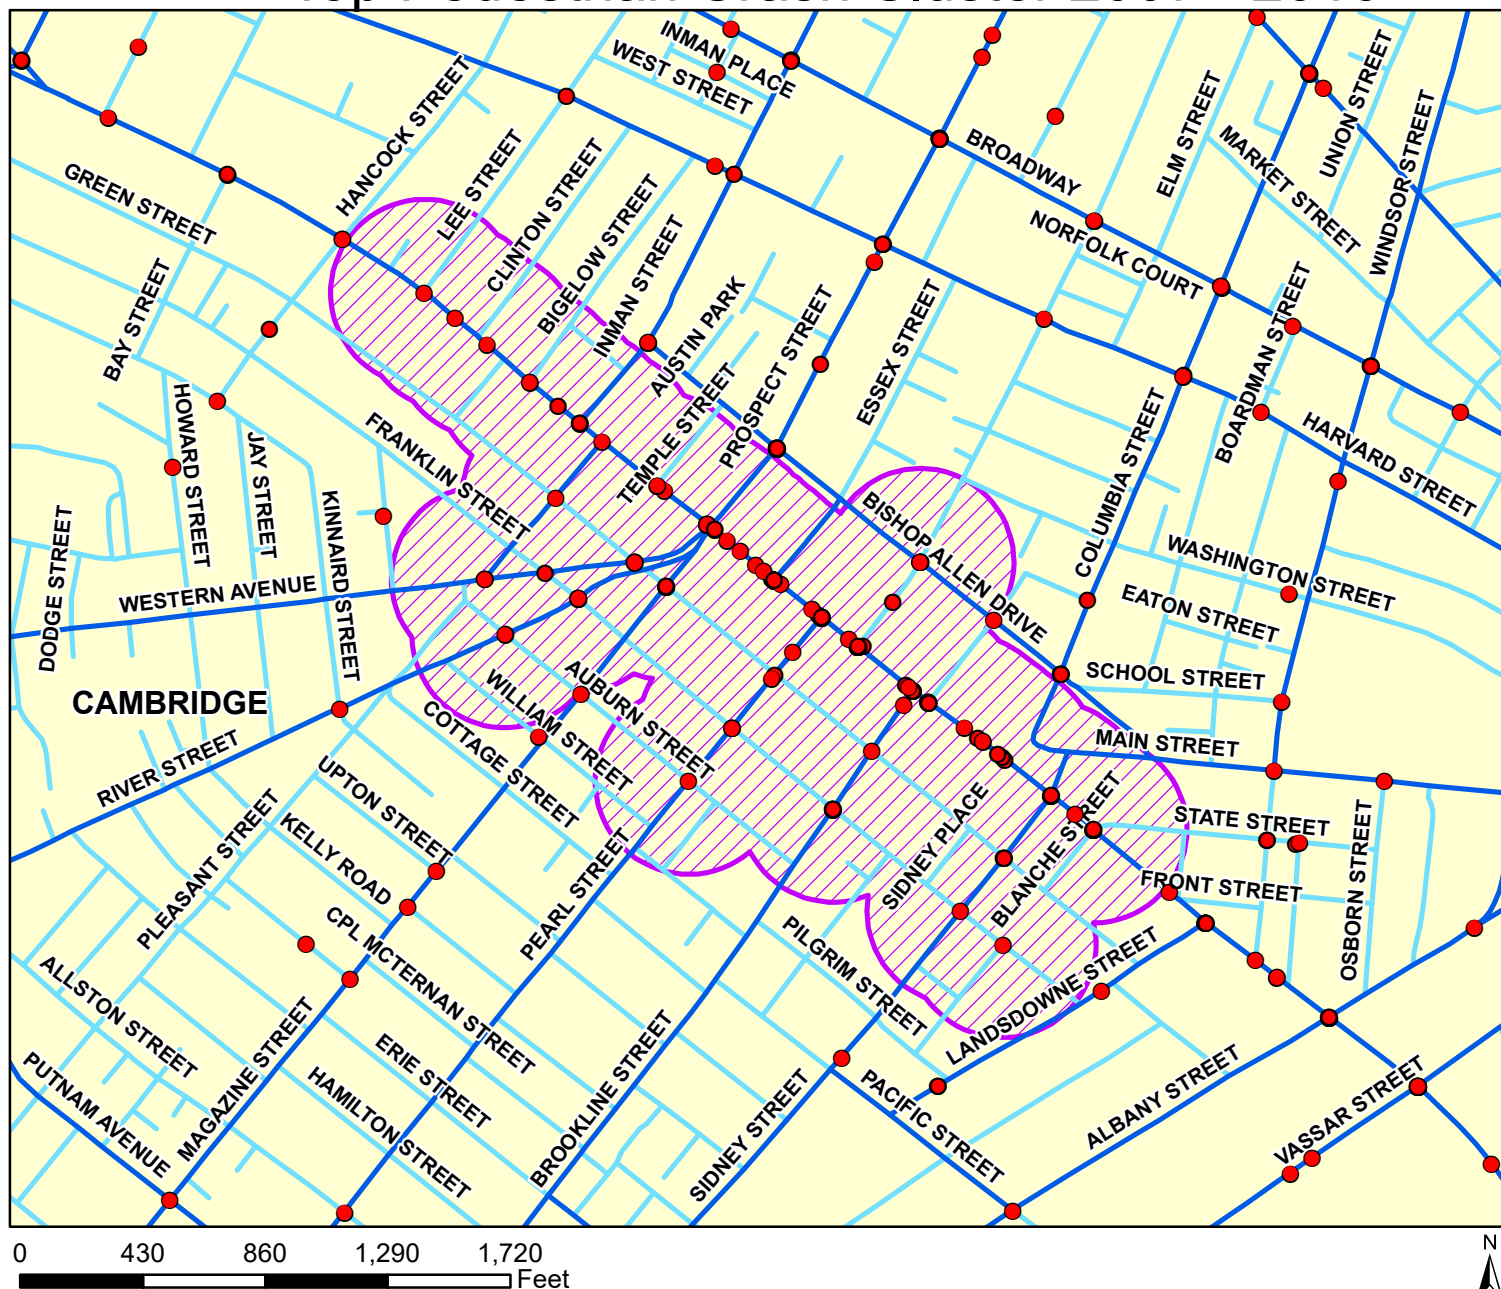 INMAN PLACE
WEST STREET
HANCOCK STREET
LEE STREET
CLINTON STREET
BIGELOW STREET
INMAN STREET
AUSTIN PARK
TEMPLE STREET
PROSPECT STREET
ESSEX STREET
BROADWAY
NORFOLK COURT
ELM STREET
MARKET STREET
UNION STREET
WINDSOR STREET
GREEN STREET
BAY STREET
HOWARD STREET
JAY STREET
KINNAIRD STREET
FRANKLIN STREET
DODGE STREET
WESTERN AVENUE
COLUMBIA STREET
BOARDMAN STREET
HARVARD STREET
BISHOP ALLEN DRIVE
WASHINGTON STREET
EATON STREET
SCHOOL STREET
MAIN STREET
CAMBRIDGE
RIVER STREET
AUBURN STREET
WILLIAM STREET
COTTAGE STREET
UPTON STREET
KELLY ROAD
PLEASANT STREET
PEARL STREET
SIDNEY PLACE
BLANCHE STREET
STATE STREET
FRONT STREET
OSBORN STREET
CPL MCTERNAN STREET
PILGRIM STREET
LANDSDOWNE STREET
ALLSTON STREET
PUTNAM AVENUE
MAGAZINE STREET
ERIE STREET
HAMILTON STREET
BROOKLINE STREET
SIDNEY STREET
PACIFIC STREET
ALBANY STREET
VASSAR STREET
0 430 860 1,290 1,720
Feet
N